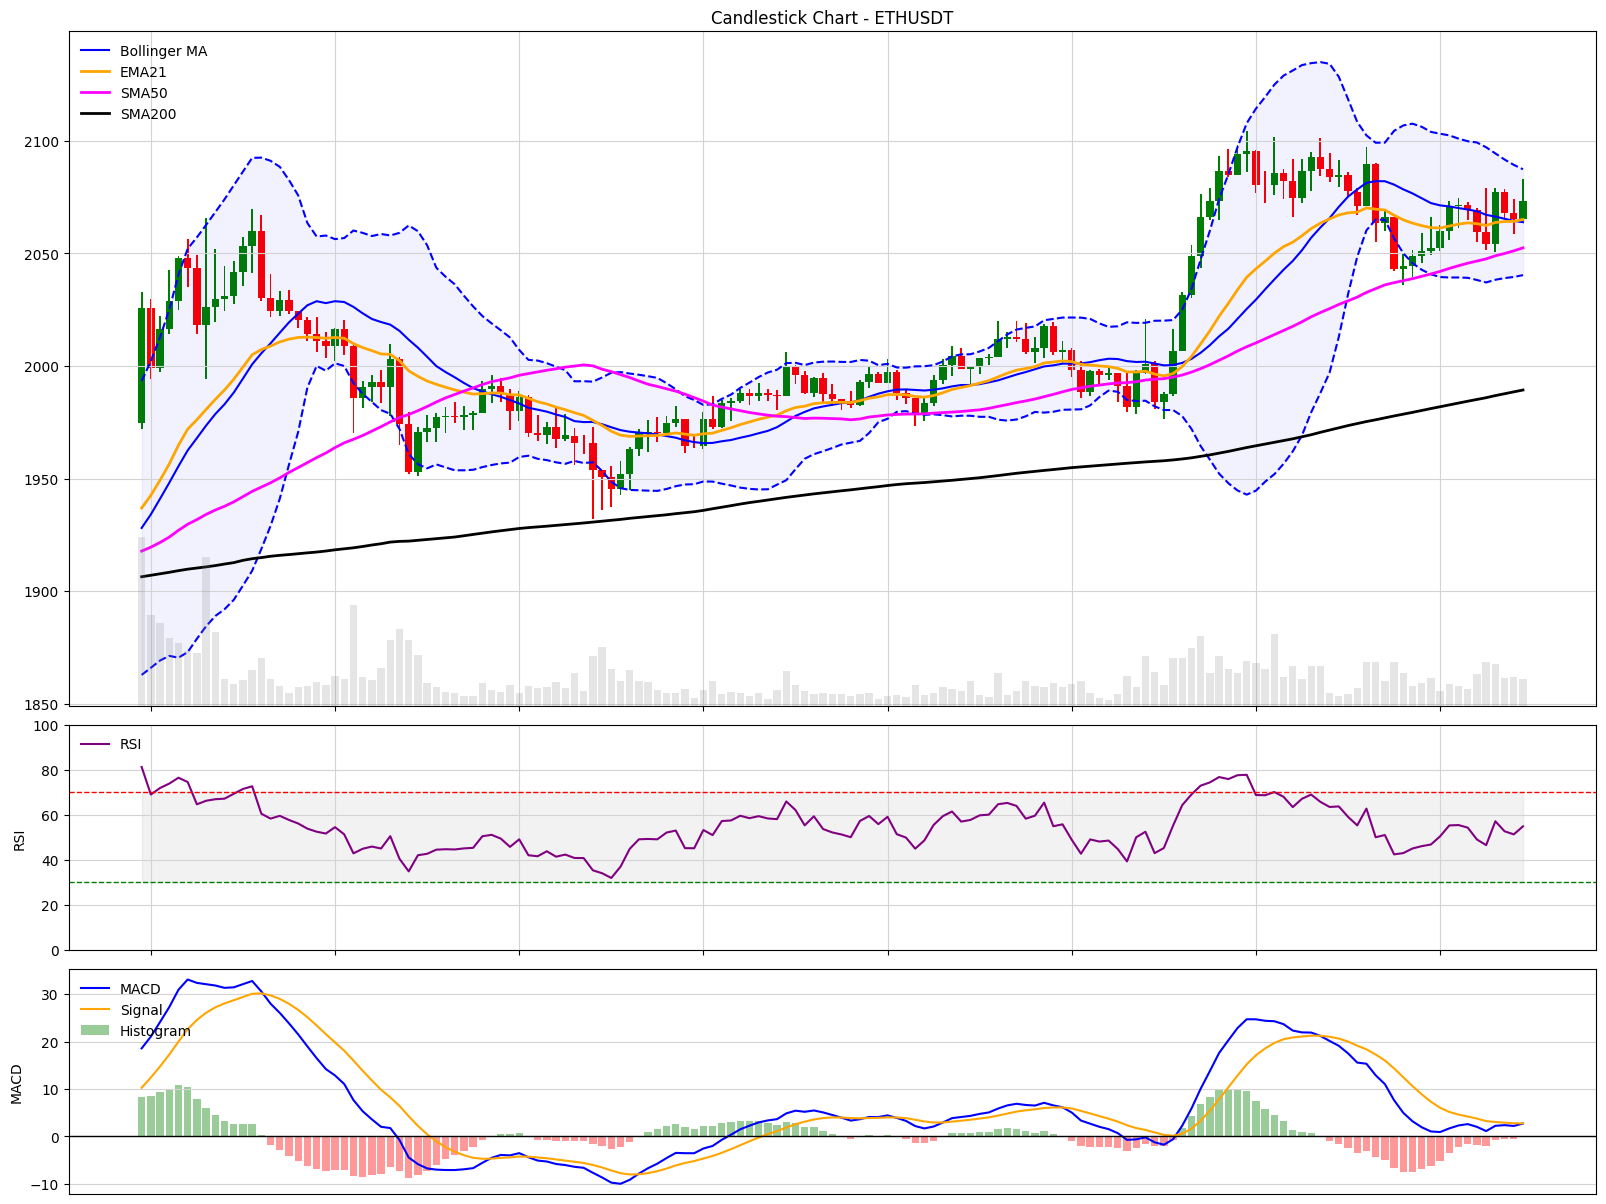 Candlestick Chart - ETHUSDT
Bollinger MA
EMA21
SMA50
SMA200
2100
2050
2000
1950
1900
1850
100
80
60
40
20
0
RSI
RSI
MACD
Signal
Histogram
30
20
10
0
−10
MACD